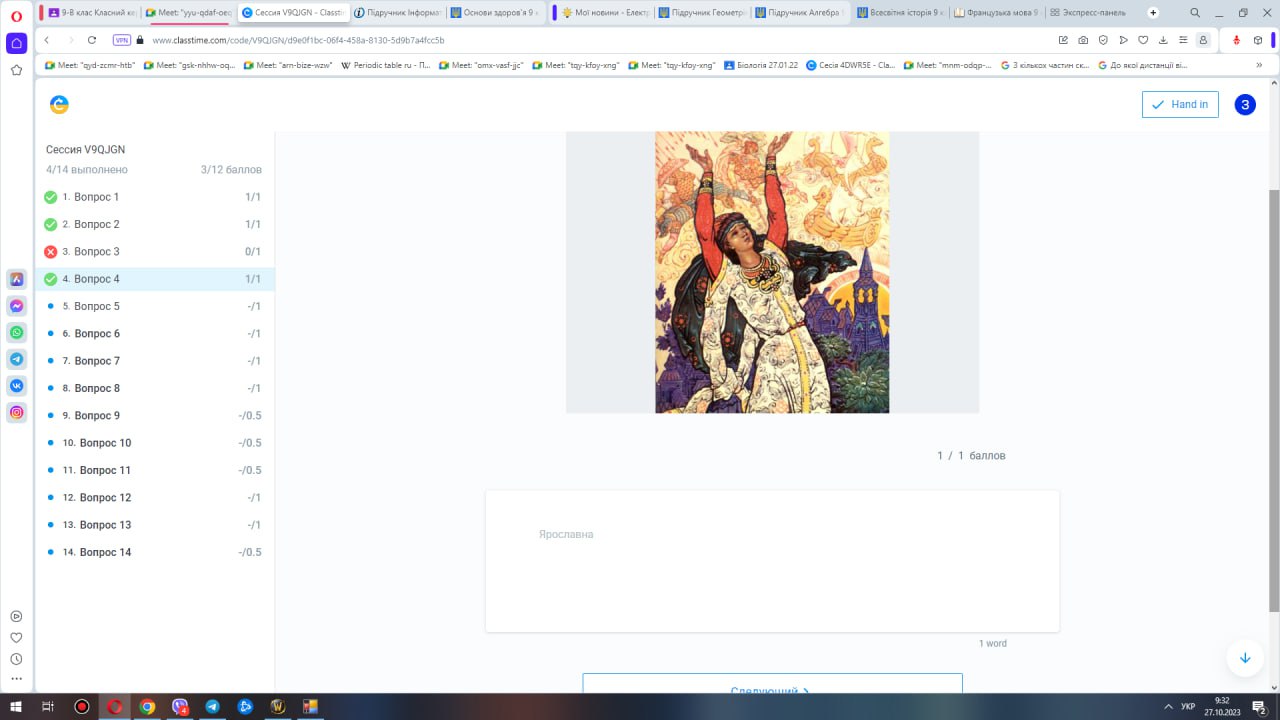 9-В клас Класний ке
Meet: "yyu-qdaf-oec
Сессия V9QJGN - Classtim
Підручник Інформат
Основи здоров'я 9 к
Мої новини - Електр
Підручник Геометрі
Підручник Алгебра 9
Всесвітня історія 9 к
Французька мова 9
Экспресс-панель
VPN
www.classtime.com/code/V9QJGN/d9e0f1bc-06f4-458a-8130-5d9b7a4fcc5b
Meet: "qyd-zcmr-htb"
Meet: "gsk-nhhw-oq...
Meet: "arn-bize-wzw"
Periodic table ru - П...
Meet: "omx-vasf-jjc"
Meet: "tqy-kfoy-xng"
Meet: "tqy-kfoy-xng"
Біологія 27.01.22
Сесія 4DWR5E - Cla...
Meet: "mnm-odqp-...
З кількох частин ск...
До якої дистанції ві...
Hand in
З
Сессия V9QJGN
4/14 выполнено 3/12 баллов
1. Вопрос 1 1/1
2. Вопрос 2 1/1
3. Вопрос 3 0/1
4. Вопрос 4 1/1
5. Вопрос 5 -/1
6. Вопрос 6 -/1
7. Вопрос 7 -/1
8. Вопрос 8 -/1
9. Вопрос 9 -/0.5
10. Вопрос 10 -/0.5
11. Вопрос 11 -/0.5
12. Вопрос 12 -/1
13. Вопрос 13 -/1
14. Вопрос 14 -/0.5
1 / 1 баллов
Ярославна
1 word
Следующий
УКР
9:32
27.10.2023